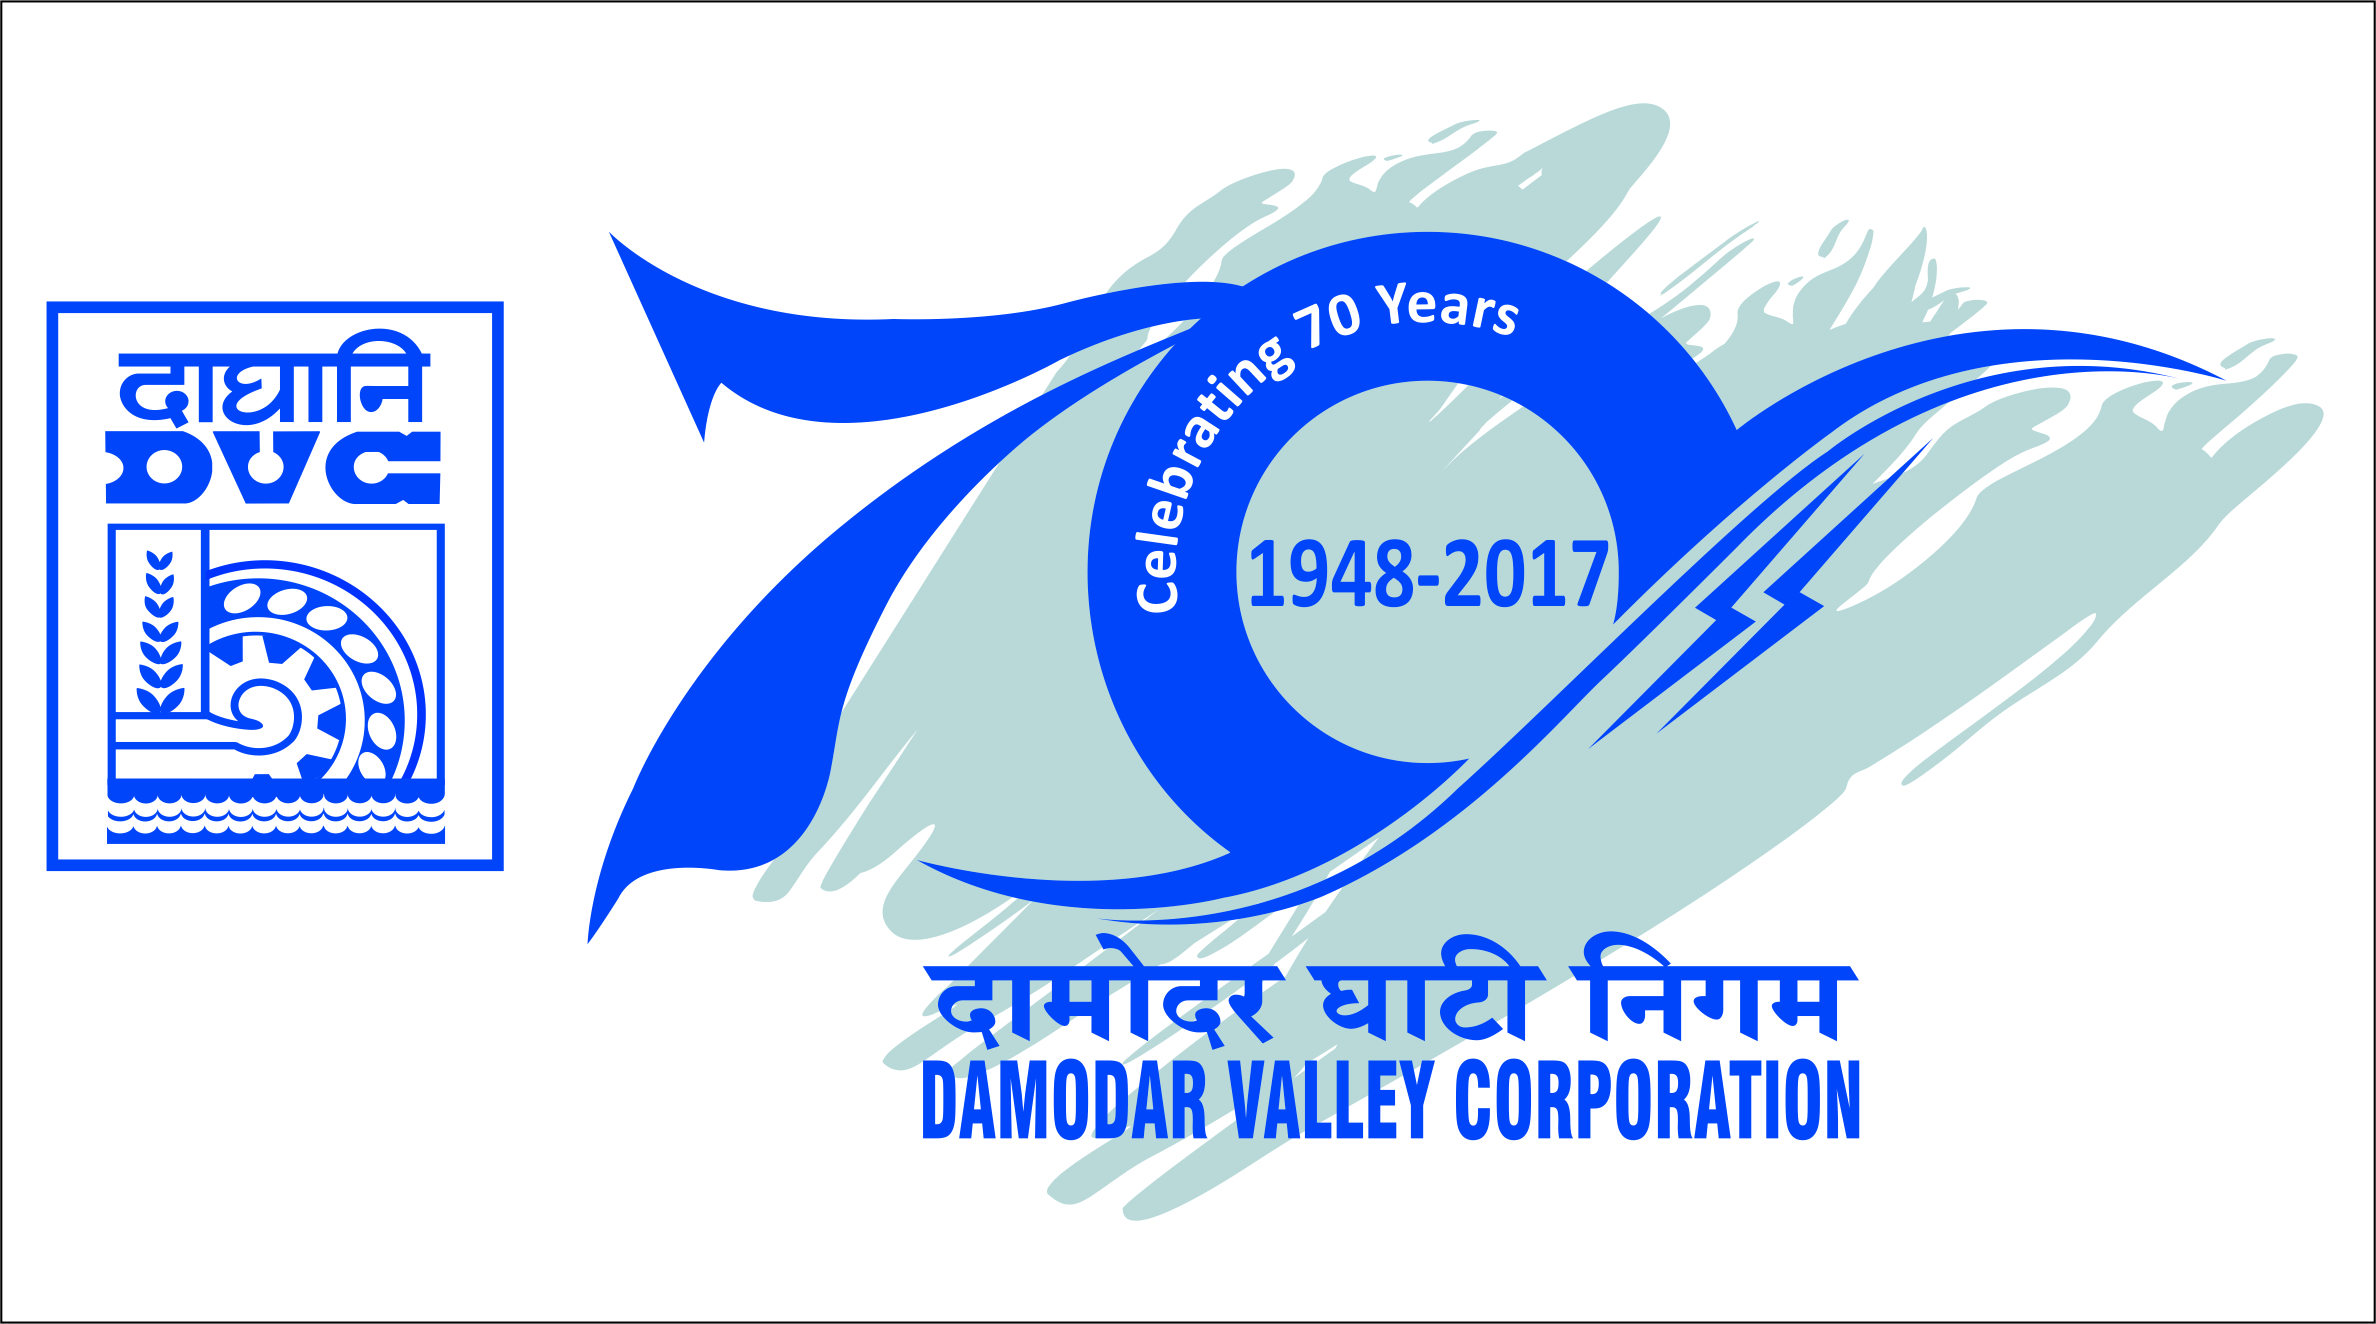 दाघानि
DVC
Celebrating 70 Years
1948-2017
दामोदर घाटी निगम
DAMODAR VALLEY CORPORATION